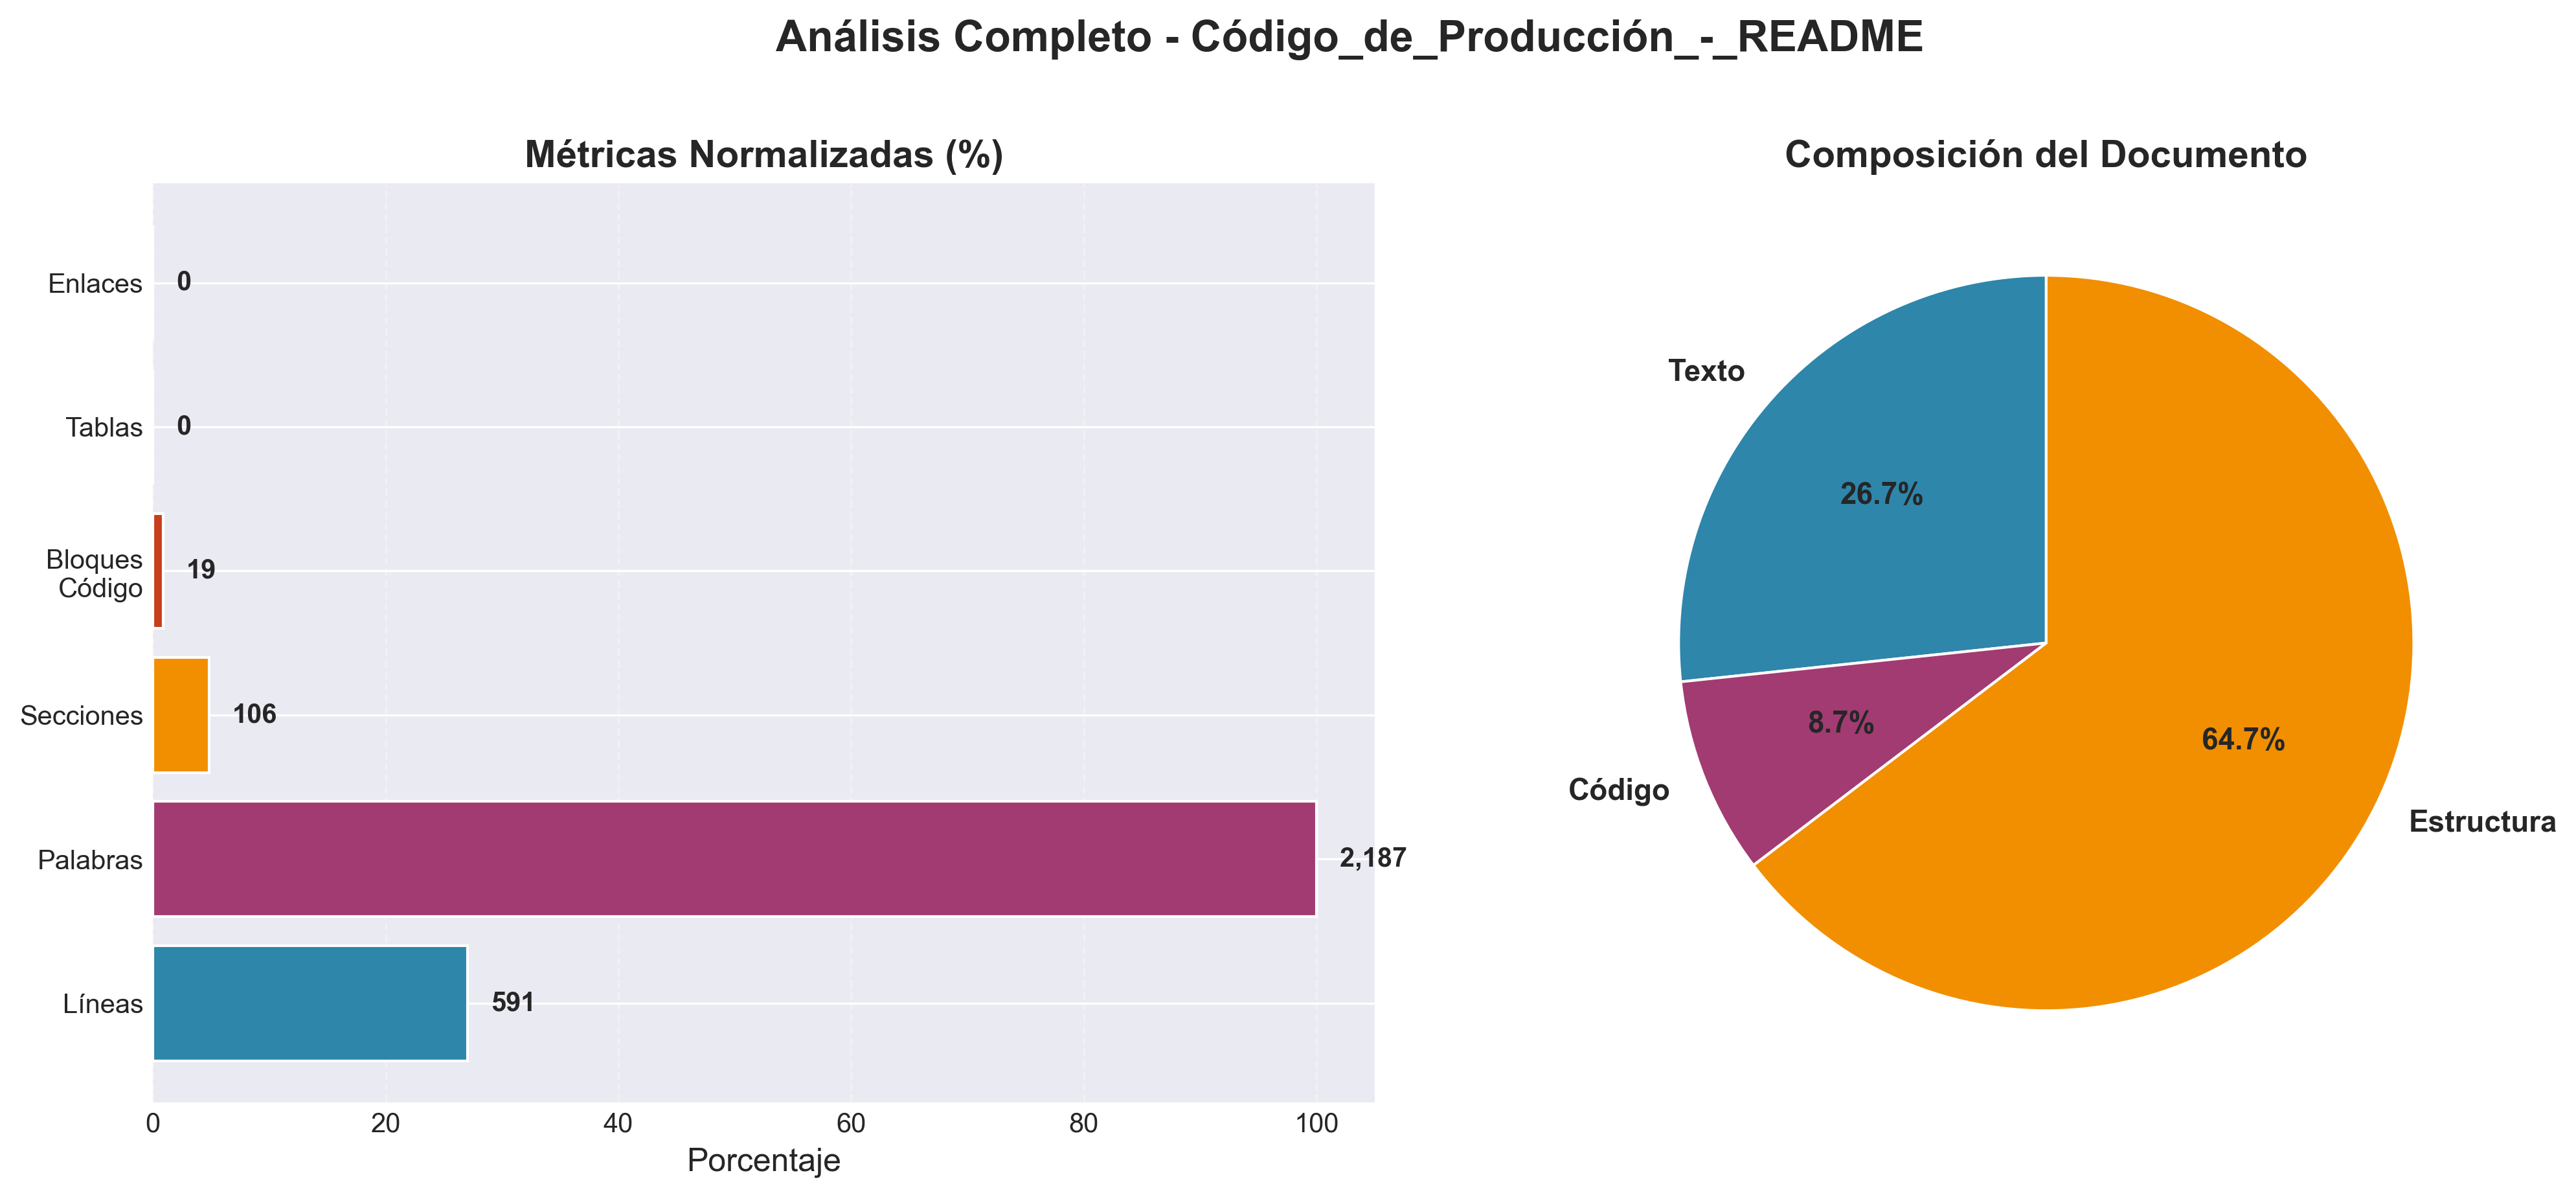 Análisis Completo - Código_de_Producción_-_README
Métricas Normalizadas (%)
Enlaces
0
Tablas
0
Bloques
Código
19
Secciones
106
Palabras
2,187
Líneas
591
0 20 40 60 80 100
Porcentaje
Composición del Documento
Texto
26.7%
8.7%
Código
64.7%
Estructura